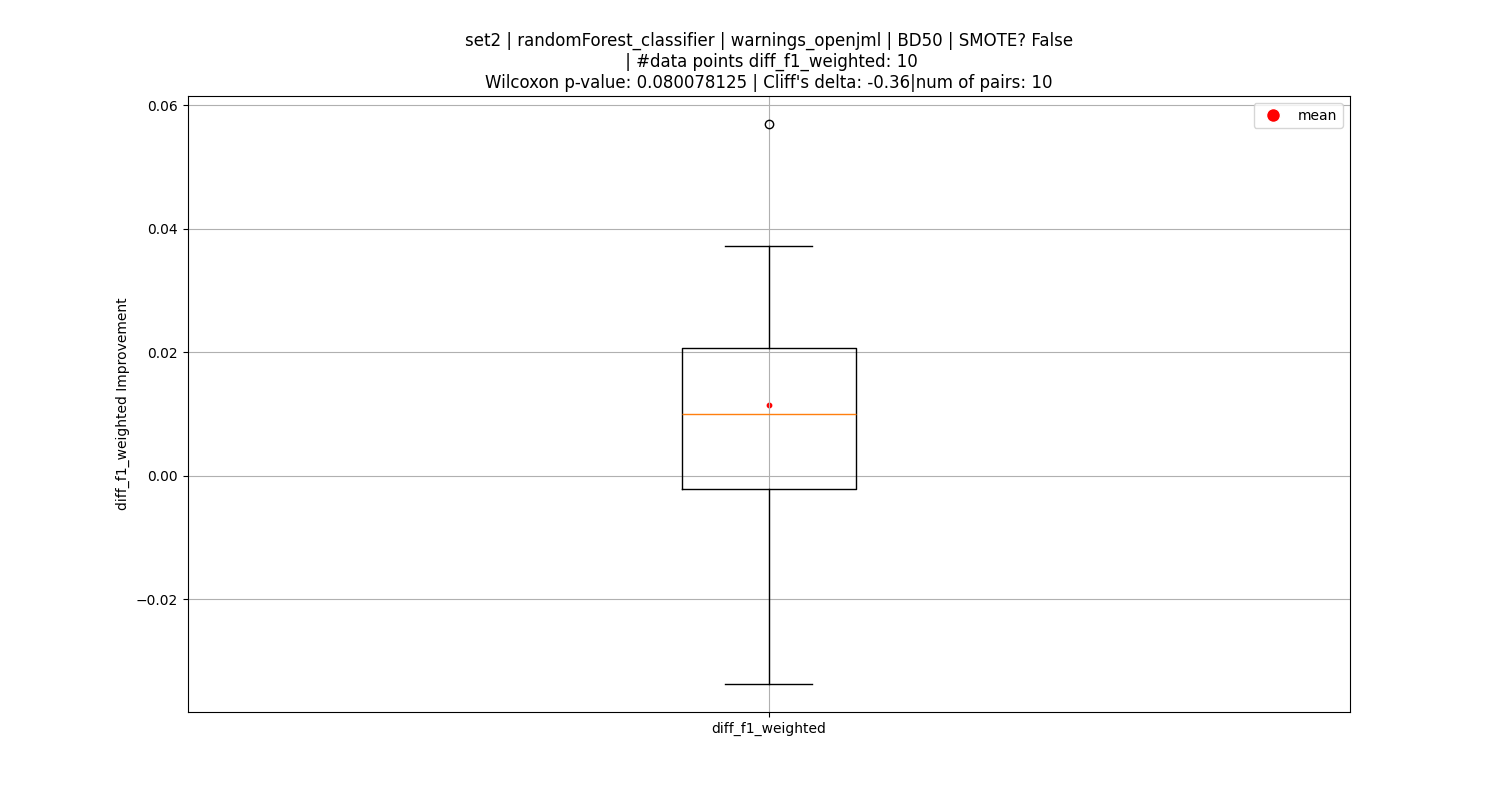 set2 | randomForest_classifier | warnings_openjml | BD50 | SMOTE? False
| #data points diff_f1_weighted: 10
Wilcoxon p-value: 0.080078125 | Cliff's delta: -0.36|num of pairs: 10
mean
0.06
0.04
0.02
0.00
−0.02
diff_f1_weighted Improvement
diff_f1_weighted